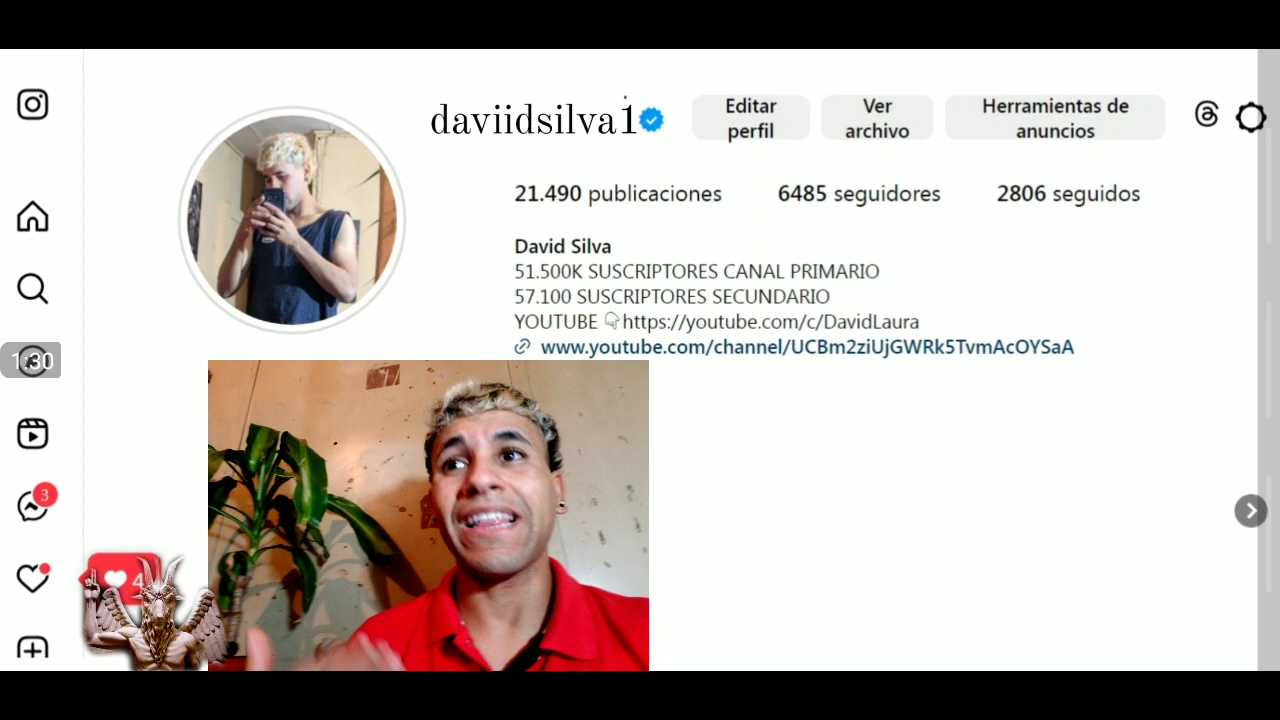 daviidsilva1
Editar perfil
Ver archivo
Herramientas de anuncios
21.490 publicaciones 6485 seguidores 2806 seguidos
David Silva
51.500K SUSCRIPTORES CANAL PRIMARIO
57.100 SUSCRIPTORES SECUNDARIO
YOUTUBE 👇https://youtube.com/c/DavidLaura
www.youtube.com/channel/UCBm2ziUjGWRk5TvmAcOYSaA
1:30
3
4